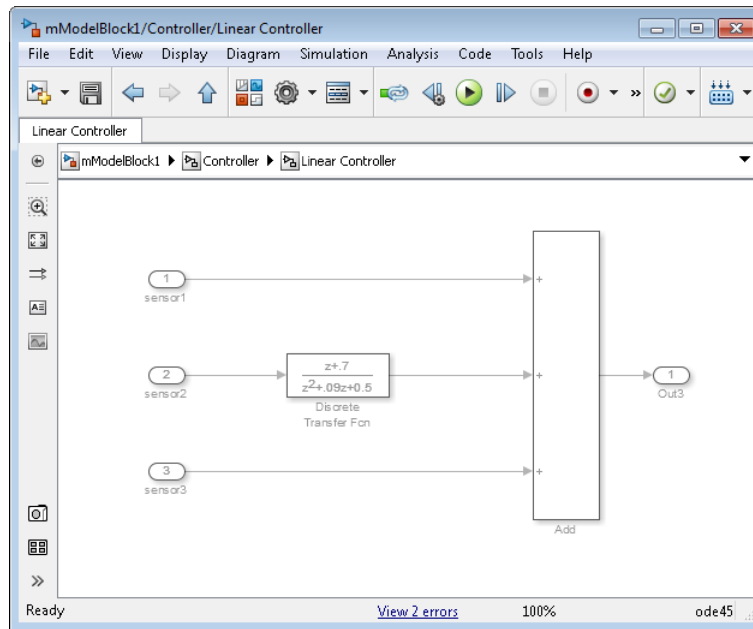 mModelBlock1/Controller/Linear Controller
File Edit View Display Diagram Simulation Analysis Code Tools Help
»
Linear Controller
mModelBlock1 Controller Linear Controller
1
sensor1
+
z+.7
2
z²+.09z+0.5
+
1
sensor2
Discrete
Transfer Fcn
Out3
3
sensor3
+
Add
»
Ready View 2 errors 100% ode45